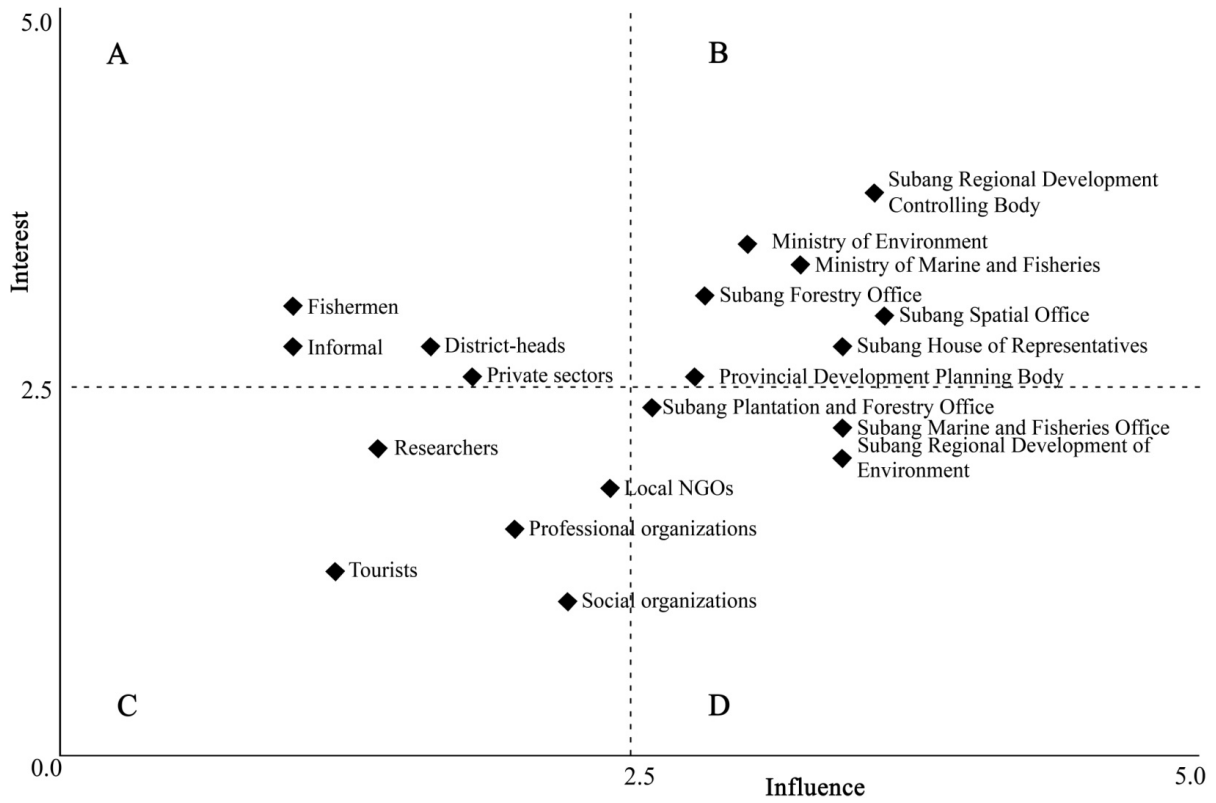 5.0
A
B
Subang Regional Development
Controlling Body
Ministry of Environment
Ministry of Marine and Fisheries
Interest
Subang Forestry Office
Fishermen
Subang Spatial Office
Informal
District-heads
Subang House of Representatives
Private sectors
Provincial Development Planning Body
2.5
Subang Plantation and Forestry Office
Subang Marine and Fisheries Office
Researchers
Subang Regional Development of
Environment
Local NGOs
Professional organizations
Tourists
Social organizations
C
D
0.0
2.5
5.0
Influence